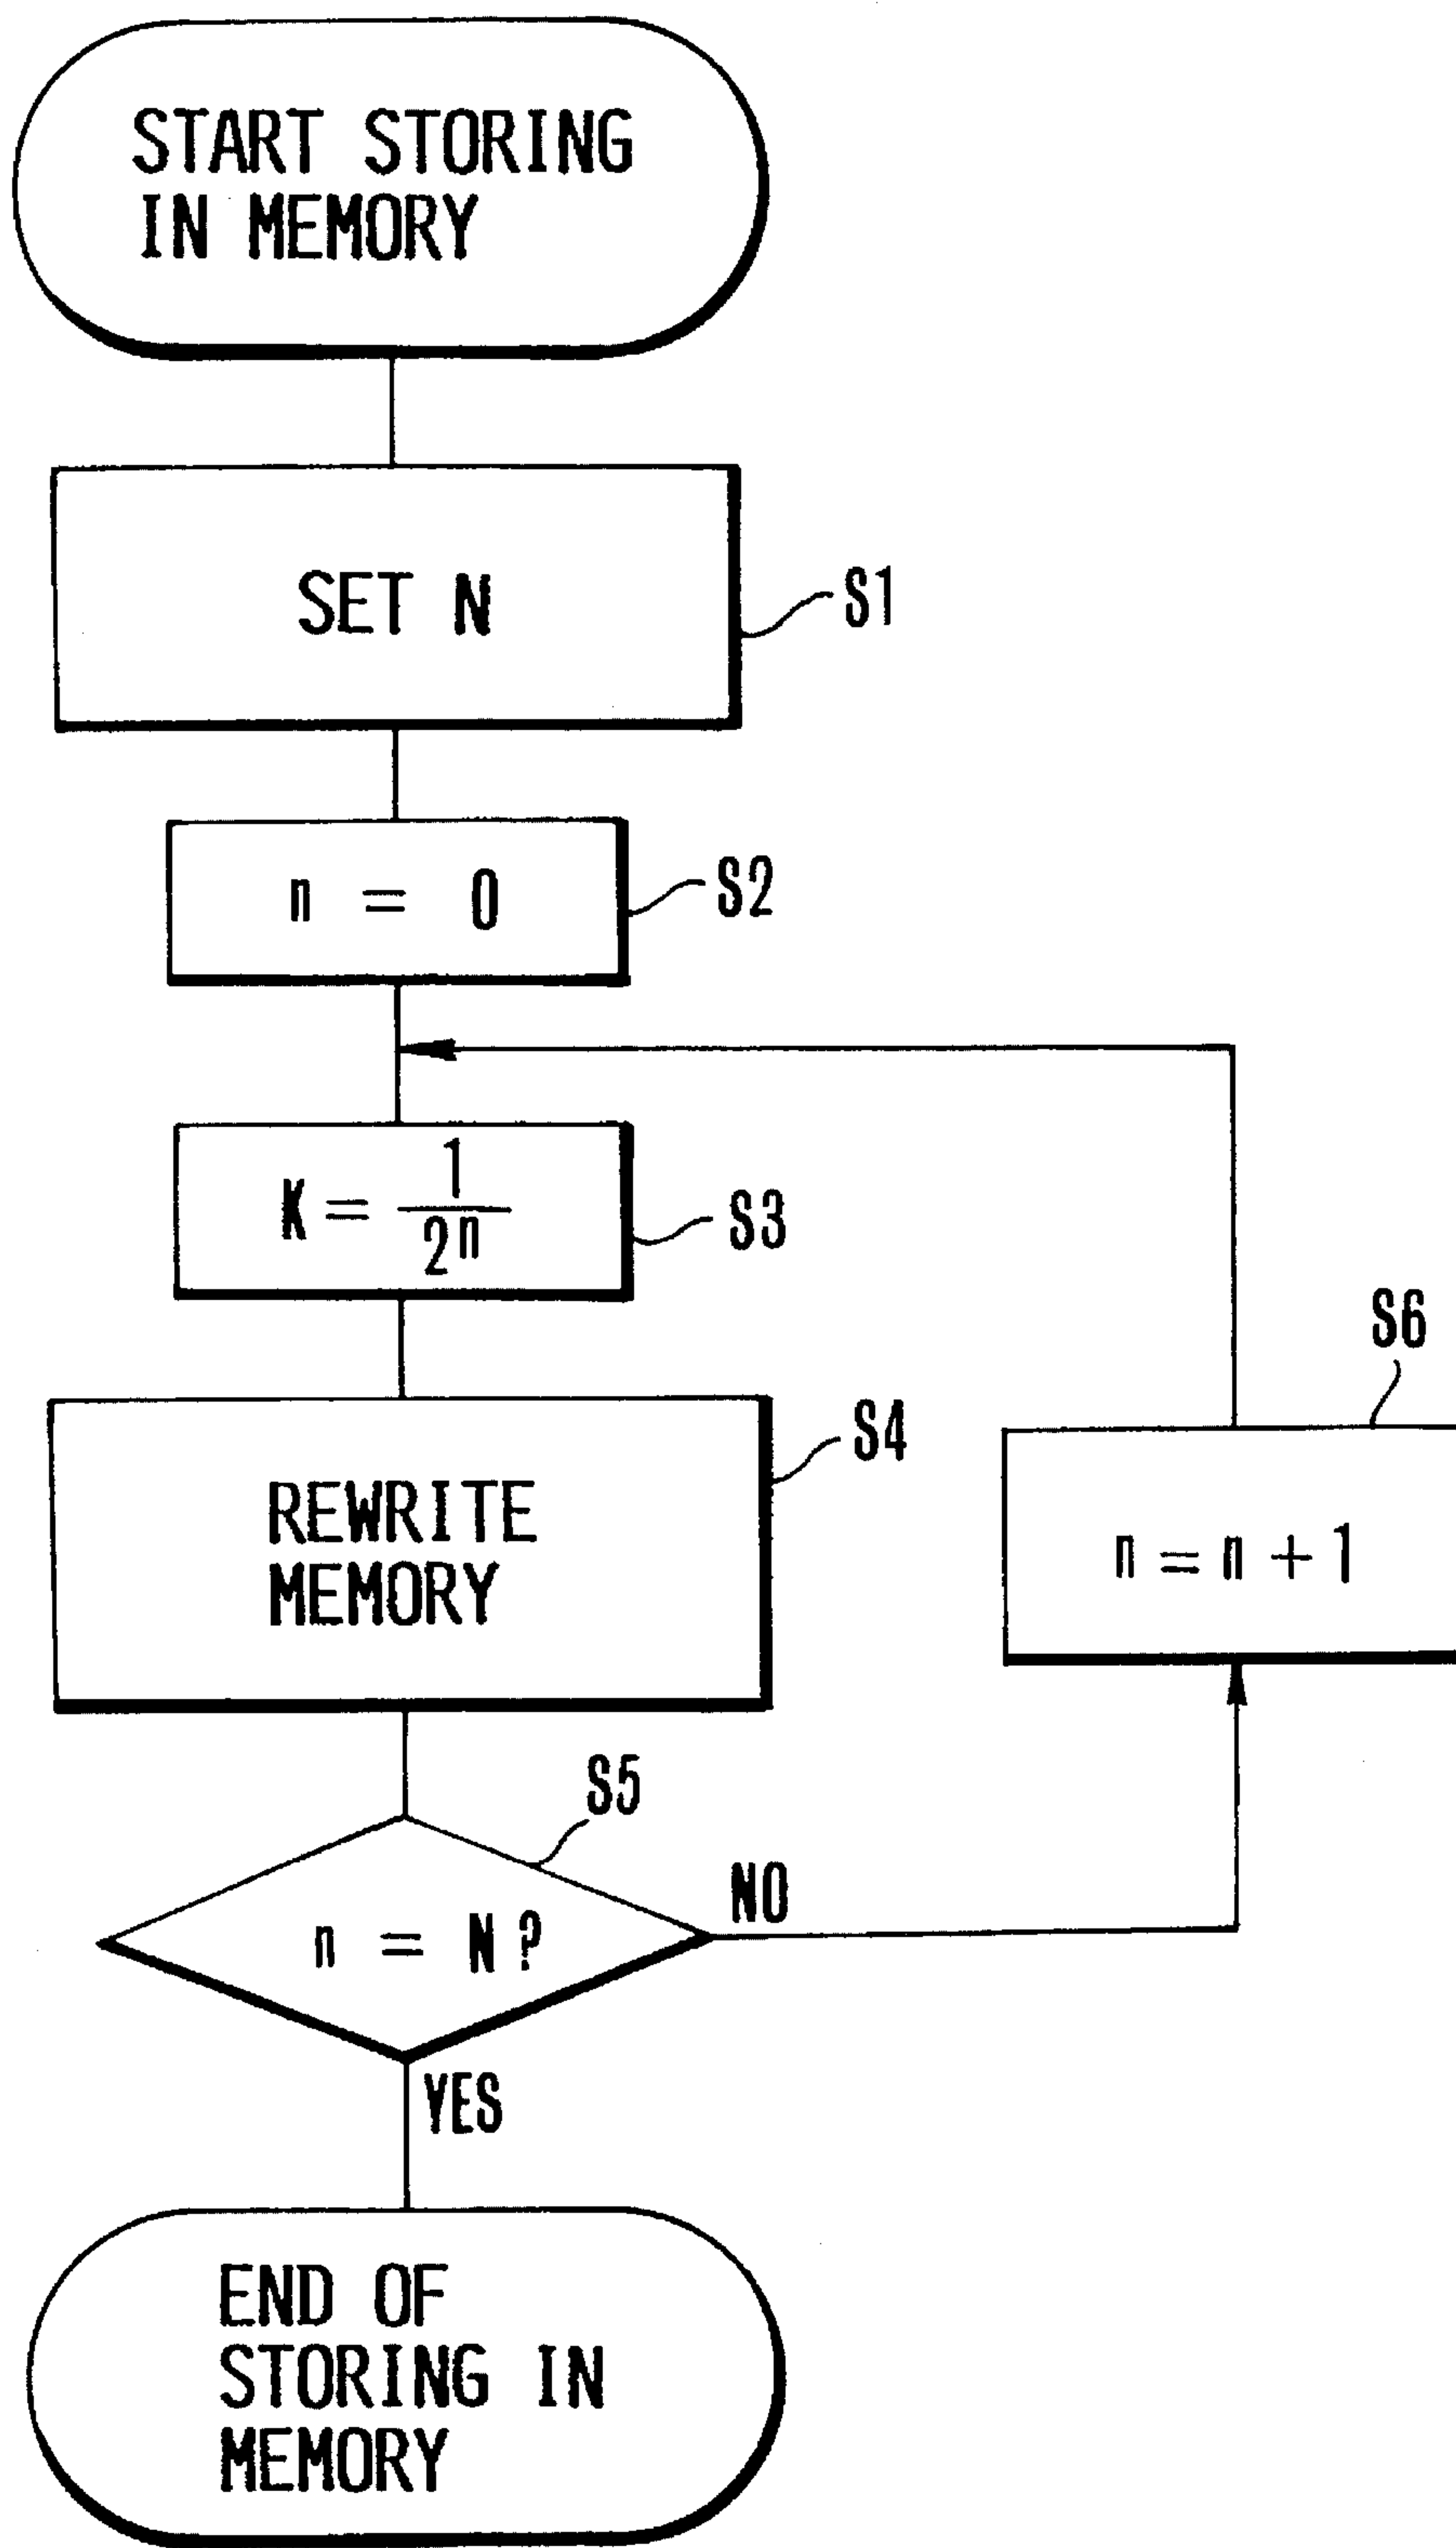 START STORING
IN MEMORY
SET N
S1
n = 0
S2
K = 1/2ⁿ
S3
REWRITE
MEMORY
S4
n = n + 1
S6
n = N ?
S5
NO
YES
END OF
STORING IN
MEMORY